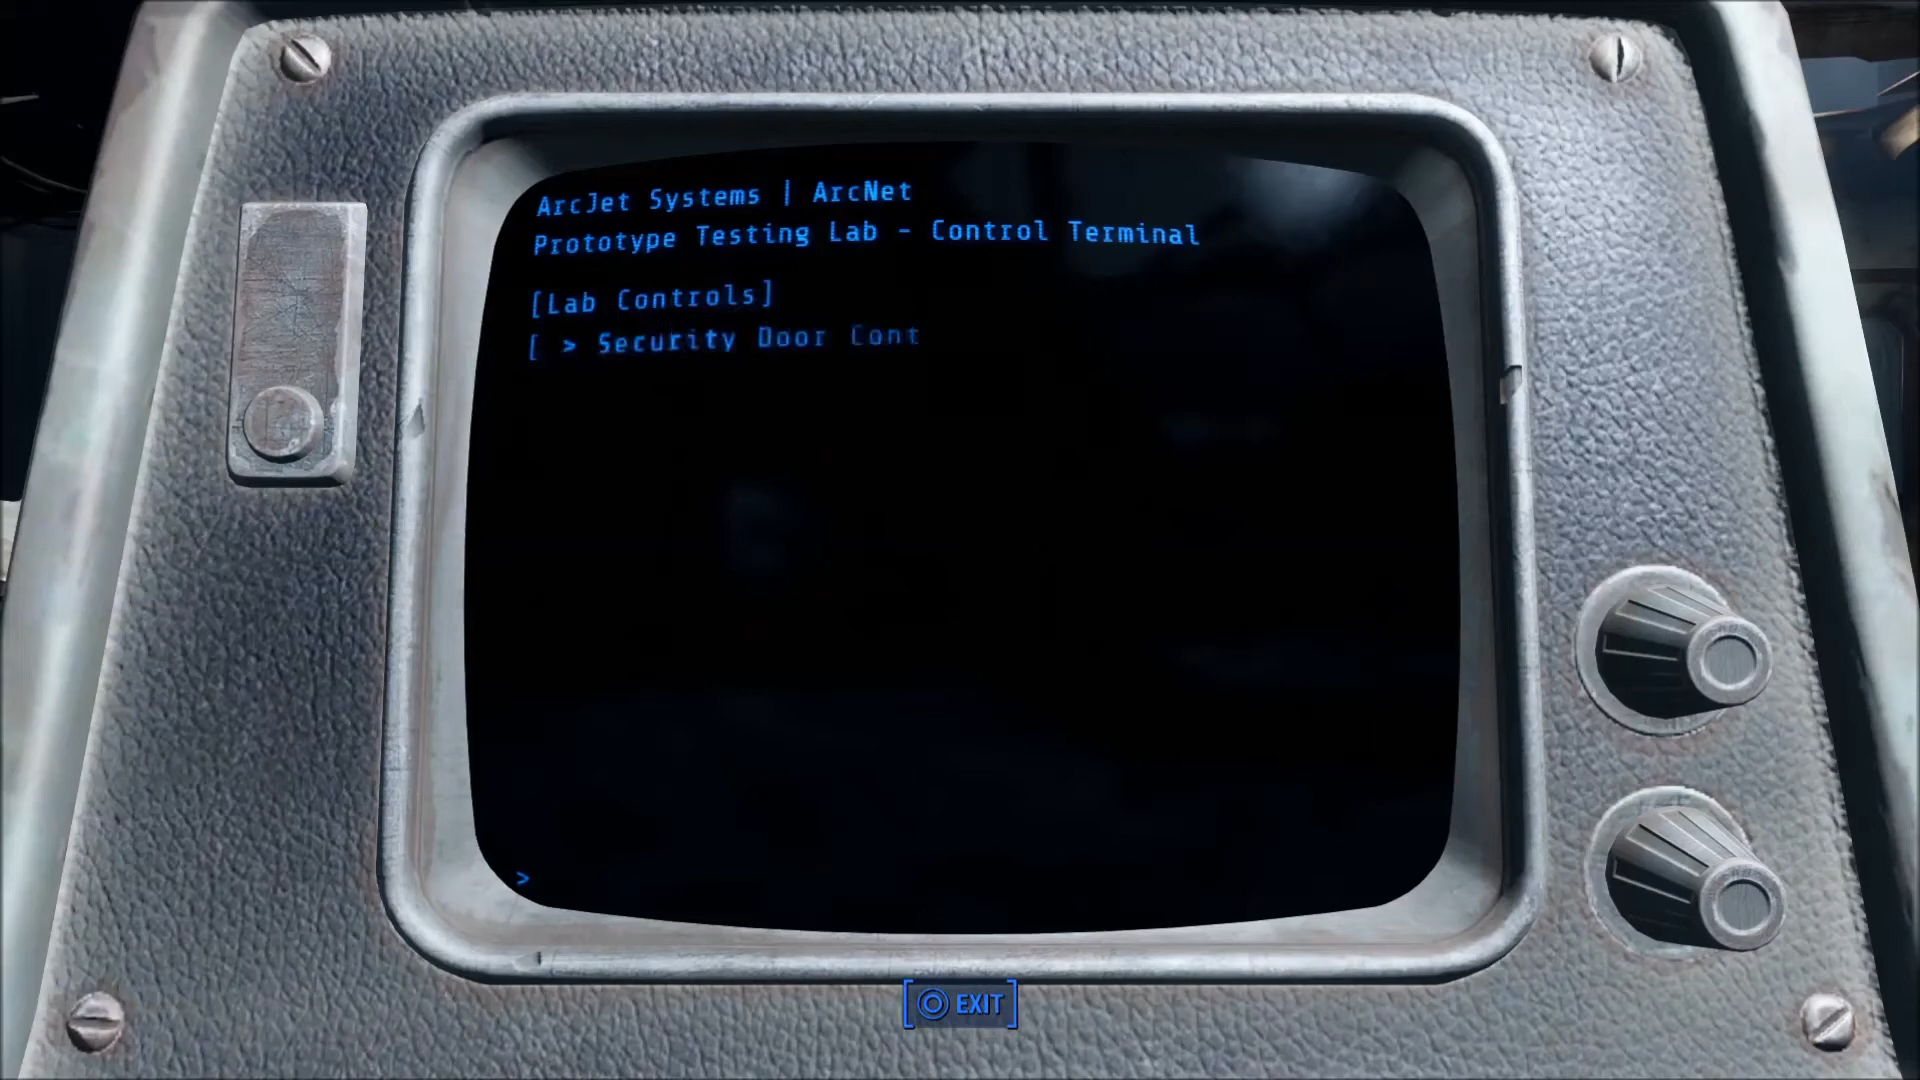 ArcJet Systems | ArcNet
Prototype Testing Lab - Control Terminal
[Lab Controls]
[ > Security Door Cont
>
EXIT